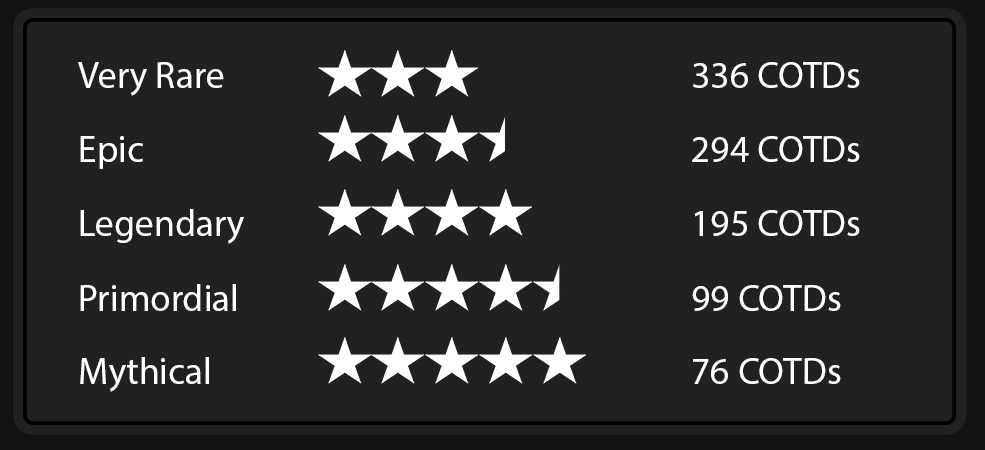 Very Rare ★★★ 336 COTDs
Epic ★★★⯨ 294 COTDs
Legendary ★★★★ 195 COTDs
Primordial ★★★★⯨ 99 COTDs
Mythical ★★★★★ 76 COTDs